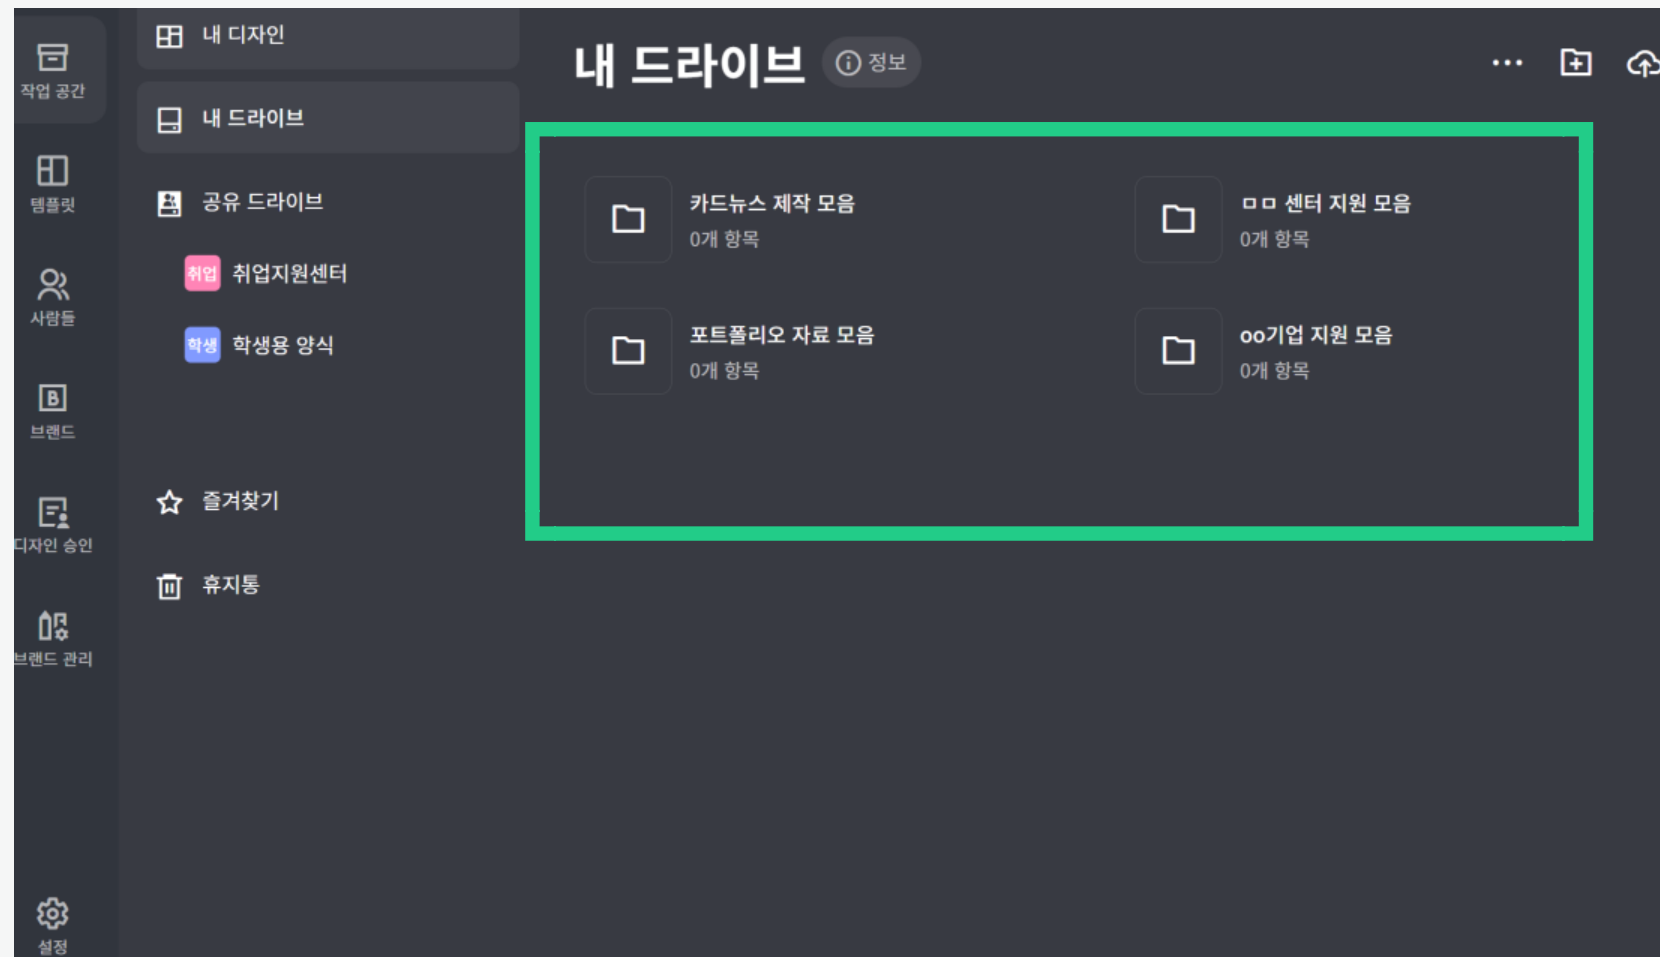 작업 공간
템플릿
사람들
B
브랜드
디자인 승인
브랜드 관리
설정
내 디자인
내 드라이브
공유 드라이브
취업 취업지원센터
학생 학생용 양식
즐겨찾기
휴지통
내 드라이브 정보
카드뉴스 제작 모음
0개 항목
ㅁㅁ 센터 지원 모음
0개 항목
포트폴리오 자료 모음
0개 항목
oo기업 지원 모음
0개 항목